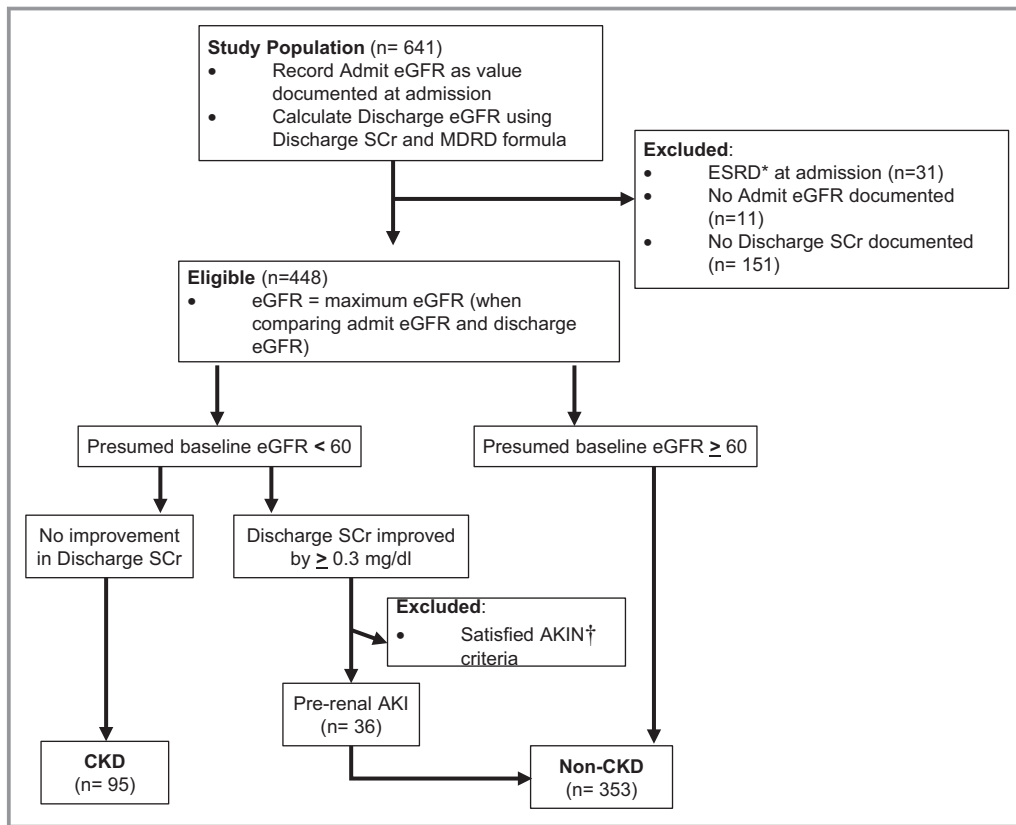 Study Population (n= 641)
• Record Admit eGFR as value
documented at admission
• Calculate Discharge eGFR using
Discharge SCr and MDRD formula
Excluded:
• ESRD* at admission (n=31)
• No Admit eGFR documented
(n=11)
• No Discharge SCr documented
(n= 151)
Eligible (n=448)
• eGFR = maximum eGFR (when
comparing admit eGFR and discharge
eGFR)
Presumed baseline eGFR < 60
Presumed baseline eGFR ≥ 60
No improvement
in Discharge SCr
Discharge SCr improved
by ≥ 0.3 mg/dl
Excluded:
• Satisfied AKIN†
criteria
Pre-renal AKI
(n= 36)
CKD
(n= 95)
Non-CKD
(n= 353)